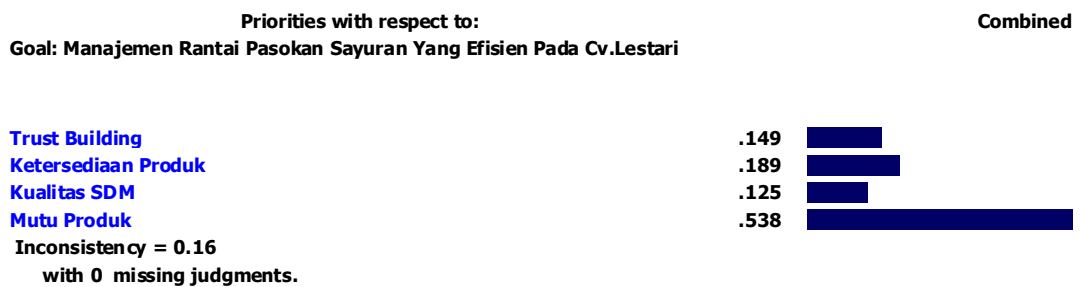 Priorities with respect to: Combined
Goal: Manajemen Rantai Pasokan Sayuran Yang Efisien Pada Cv.Lestari
Trust Building .149
Ketersediaan Produk .189
Kualitas SDM .125
Mutu Produk .538
Inconsistency = 0.16
with 0 missing judgments.